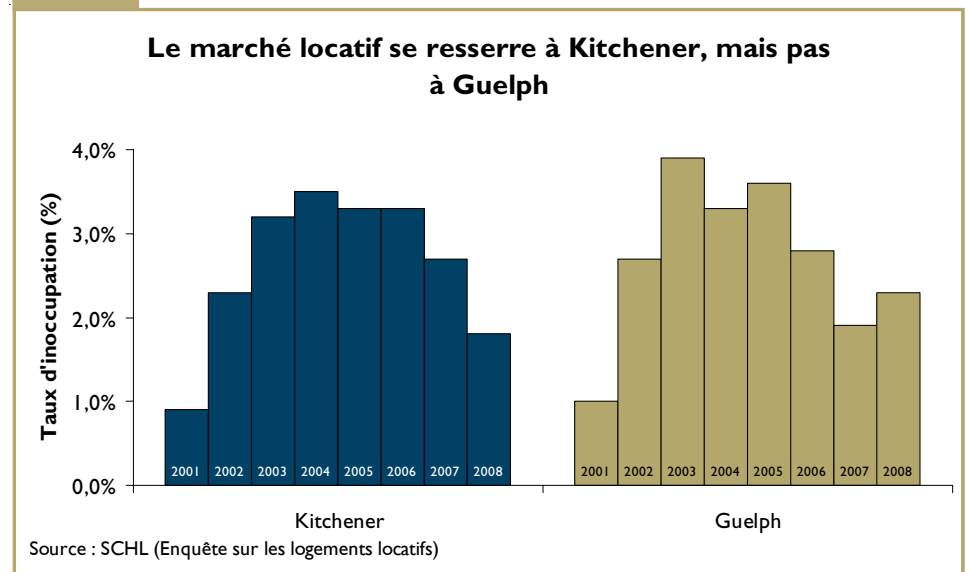 Le marché locatif se resserre à Kitchener, mais pas
à Guelph
Taux d'inoccupation (%)
4,0%
3,0%
2,0%
1,0%
0,0%
2001 2002 2003 2004 2005 2006 2007 2008
2001 2002 2003 2004 2005 2006 2007 2008
Kitchener Guelph
Source : SCHL (Enquête sur les logements locatifs)